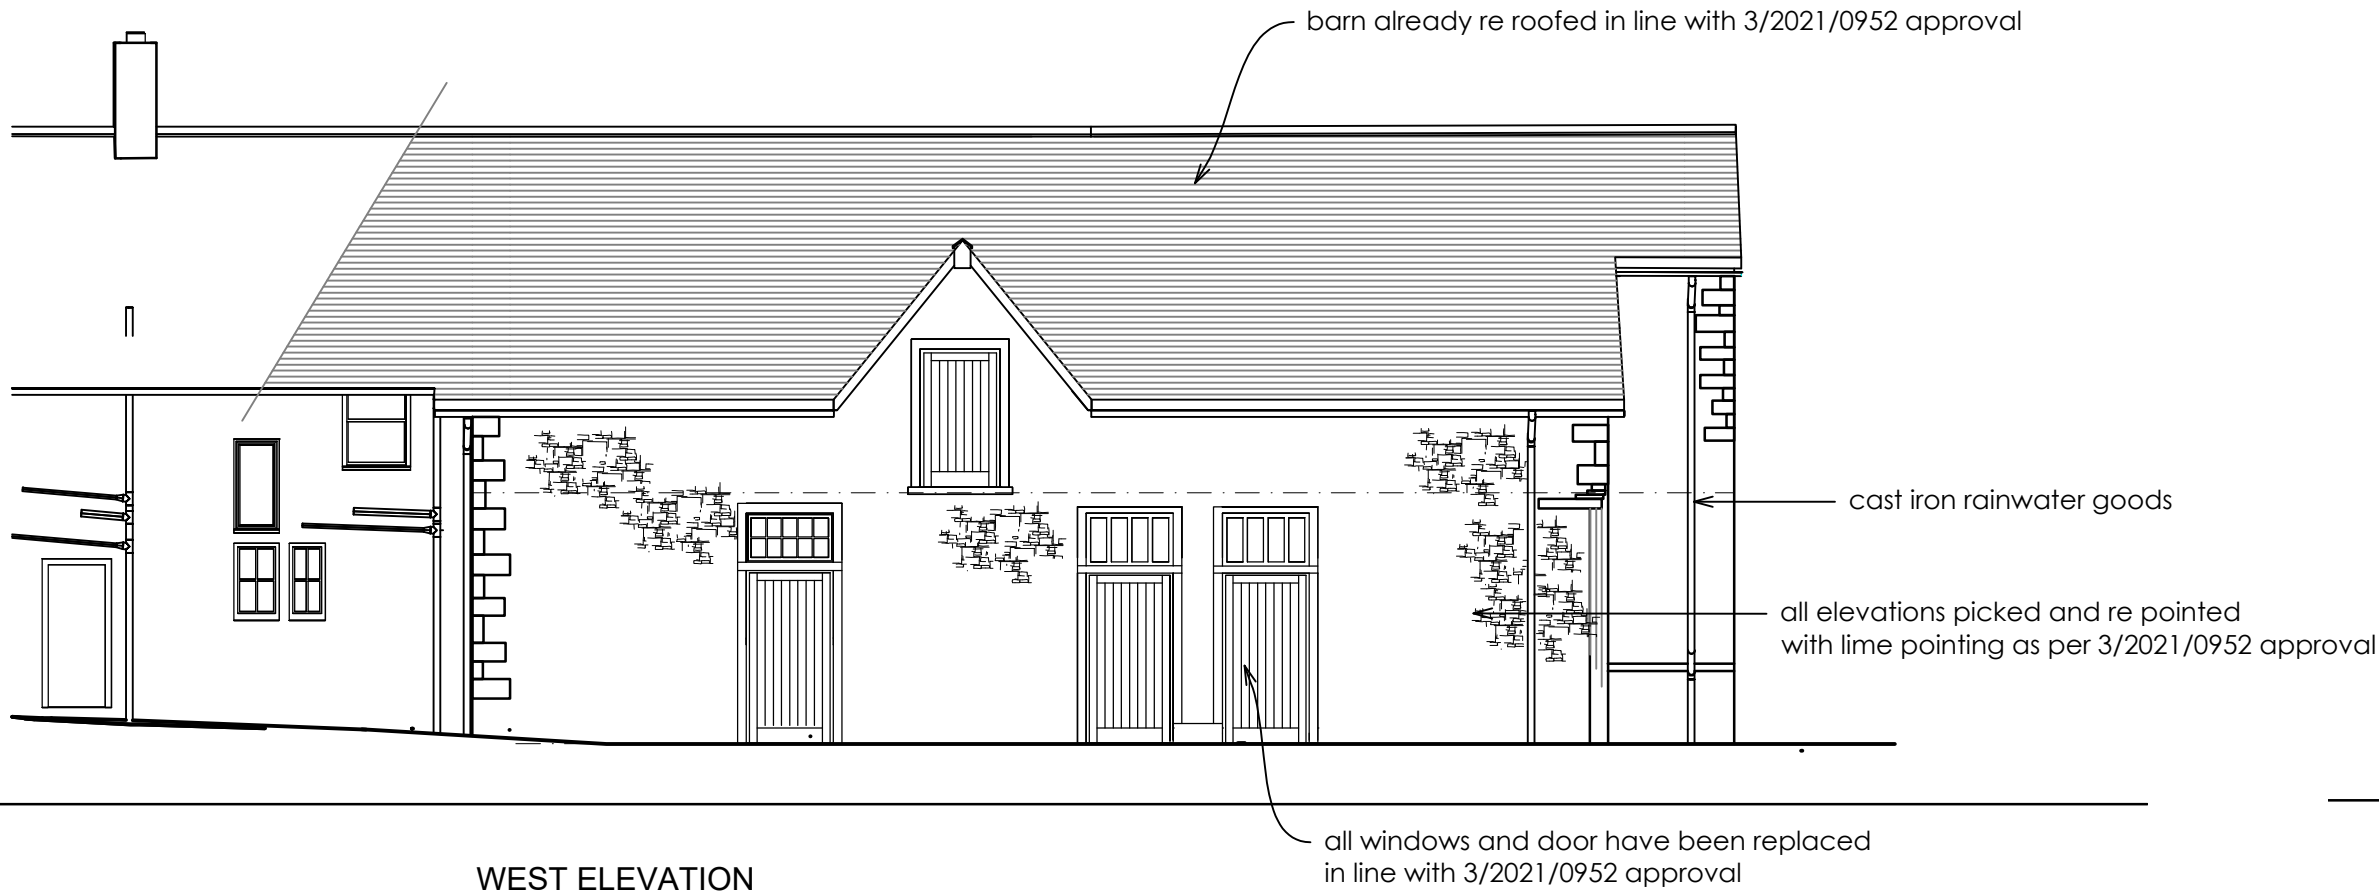 barn already re roofed in line with 3/2021/0952 approval
cast iron rainwater goods
all elevations picked and re pointed
with lime pointing as per 3/2021/0952 approval
all windows and door have been replaced
in line with 3/2021/0952 approval
WEST ELEVATION